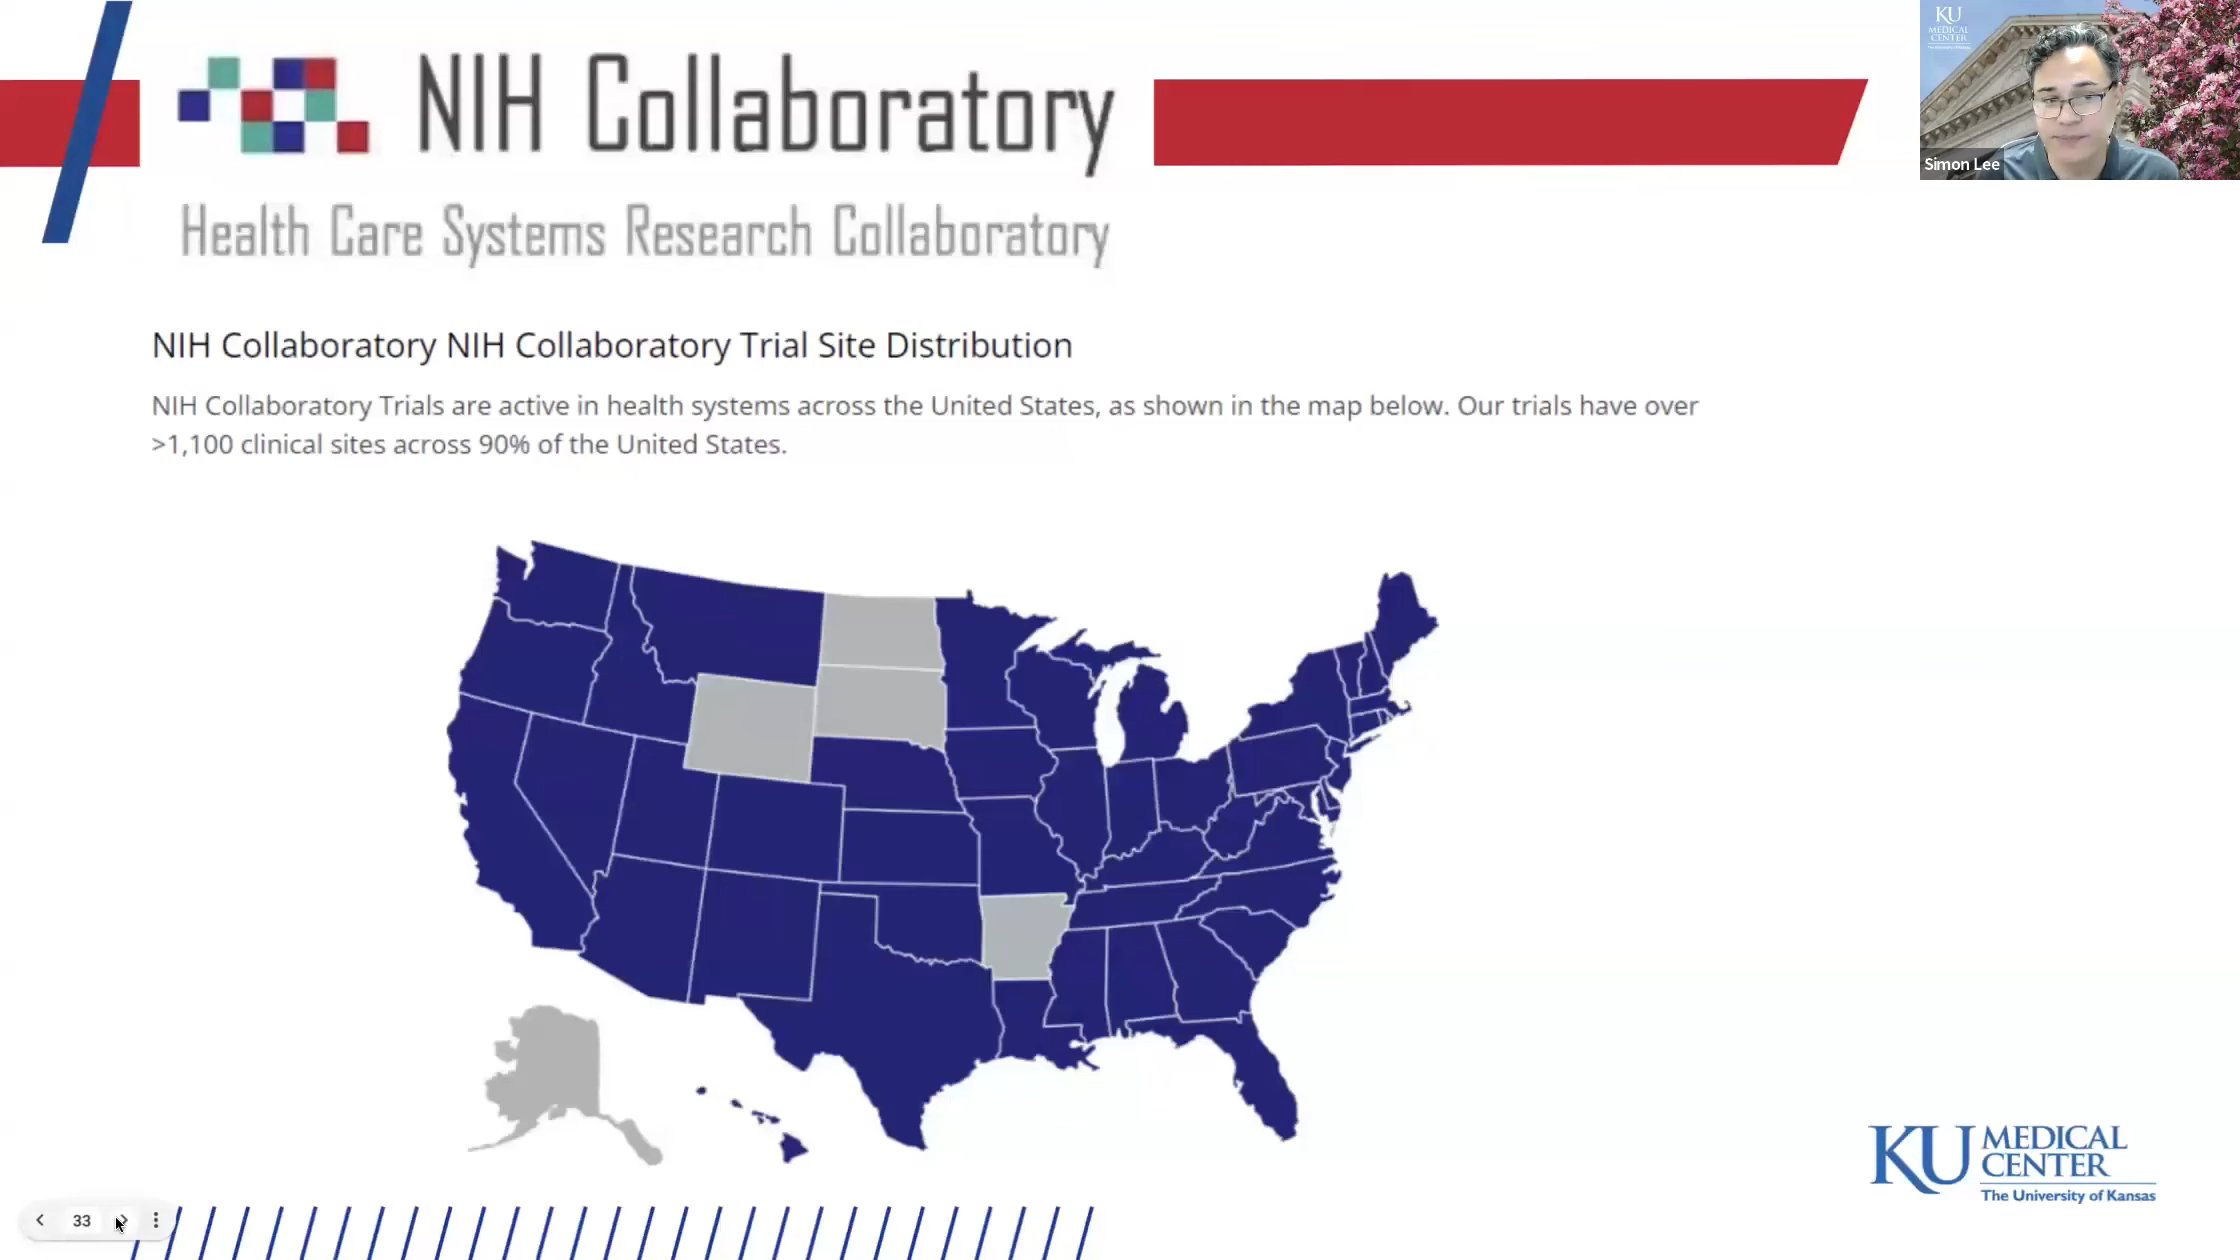 NIH Collaboratory
Health Care Systems Research Collaboratory
KU
MEDICAL
CENTER
Simon Lee
NIH Collaboratory NIH Collaboratory Trial Site Distribution
NIH Collaboratory Trials are active in health systems across the United States, as shown in the map below. Our trials have over
>1,100 clinical sites across 90% of the United States.
KU MEDICAL
CENTER
The University of Kansas
33